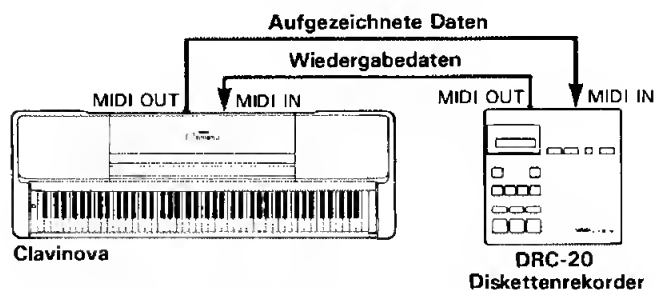 Aufgezeichnete Daten
Wiedergabedaten
MIDI OUT MIDI IN MIDI OUT MIDI IN
Clavinova
DRC-20
Diskettenrekorder